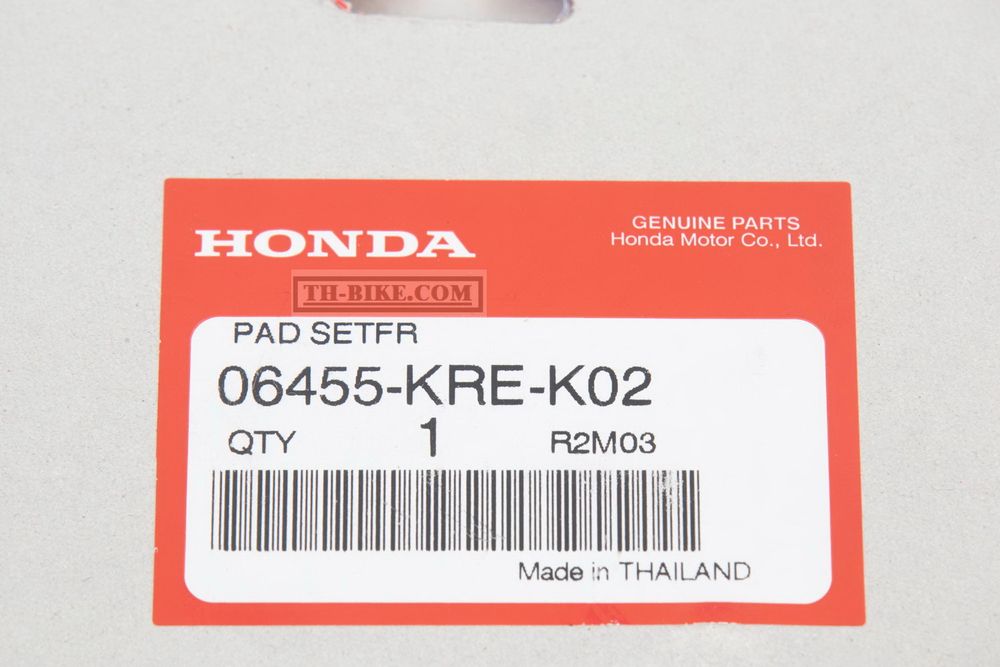 HONDA
GENUINE PARTS
Honda Motor Co., Ltd.
TH-BIKE.COM
PAD SETFR
06455-KRE-K02
QTY 1 R2M03
Made in THAILAND